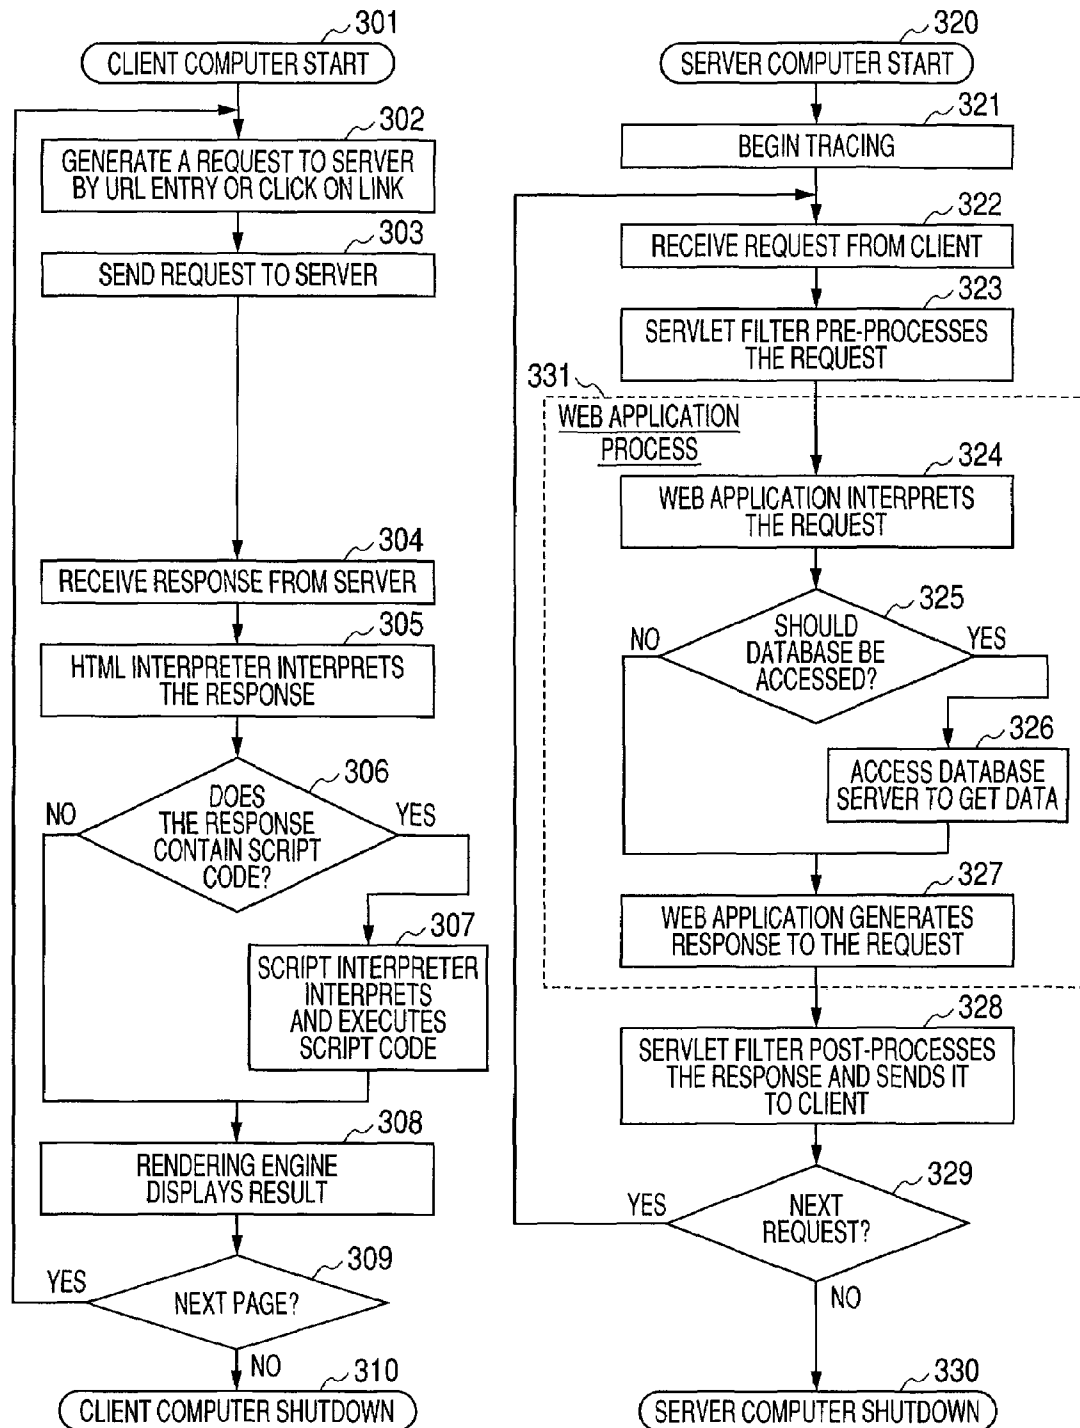 301
CLIENT COMPUTER START
302
GENERATE A REQUEST TO SERVER
BY URL ENTRY OR CLICK ON LINK
303
SEND REQUEST TO SERVER
304
RECEIVE RESPONSE FROM SERVER
305
HTML INTERPRETER INTERPRETS
THE RESPONSE
306
DOES
THE RESPONSE
CONTAIN SCRIPT
CODE?
NO
YES
307
SCRIPT INTERPRETER
INTERPRETS
AND EXECUTES
SCRIPT CODE
308
RENDERING ENGINE
DISPLAYS RESULT
309
NEXT PAGE?
YES
NO
310
CLIENT COMPUTER SHUTDOWN
320
SERVER COMPUTER START
321
BEGIN TRACING
322
RECEIVE REQUEST FROM CLIENT
323
SERVLET FILTER PRE-PROCESSES
THE REQUEST
331
WEB APPLICATION
PROCESS
324
WEB APPLICATION INTERPRETS
THE REQUEST
325
SHOULD
DATABASE BE
ACCESSED?
NO
YES
326
ACCESS DATABASE
SERVER TO GET DATA
327
WEB APPLICATION GENERATES
RESPONSE TO THE REQUEST
328
SERVLET FILTER POST-PROCESSES
THE RESPONSE AND SENDS IT
TO CLIENT
329
NEXT
REQUEST?
YES
NO
330
SERVER COMPUTER SHUTDOWN